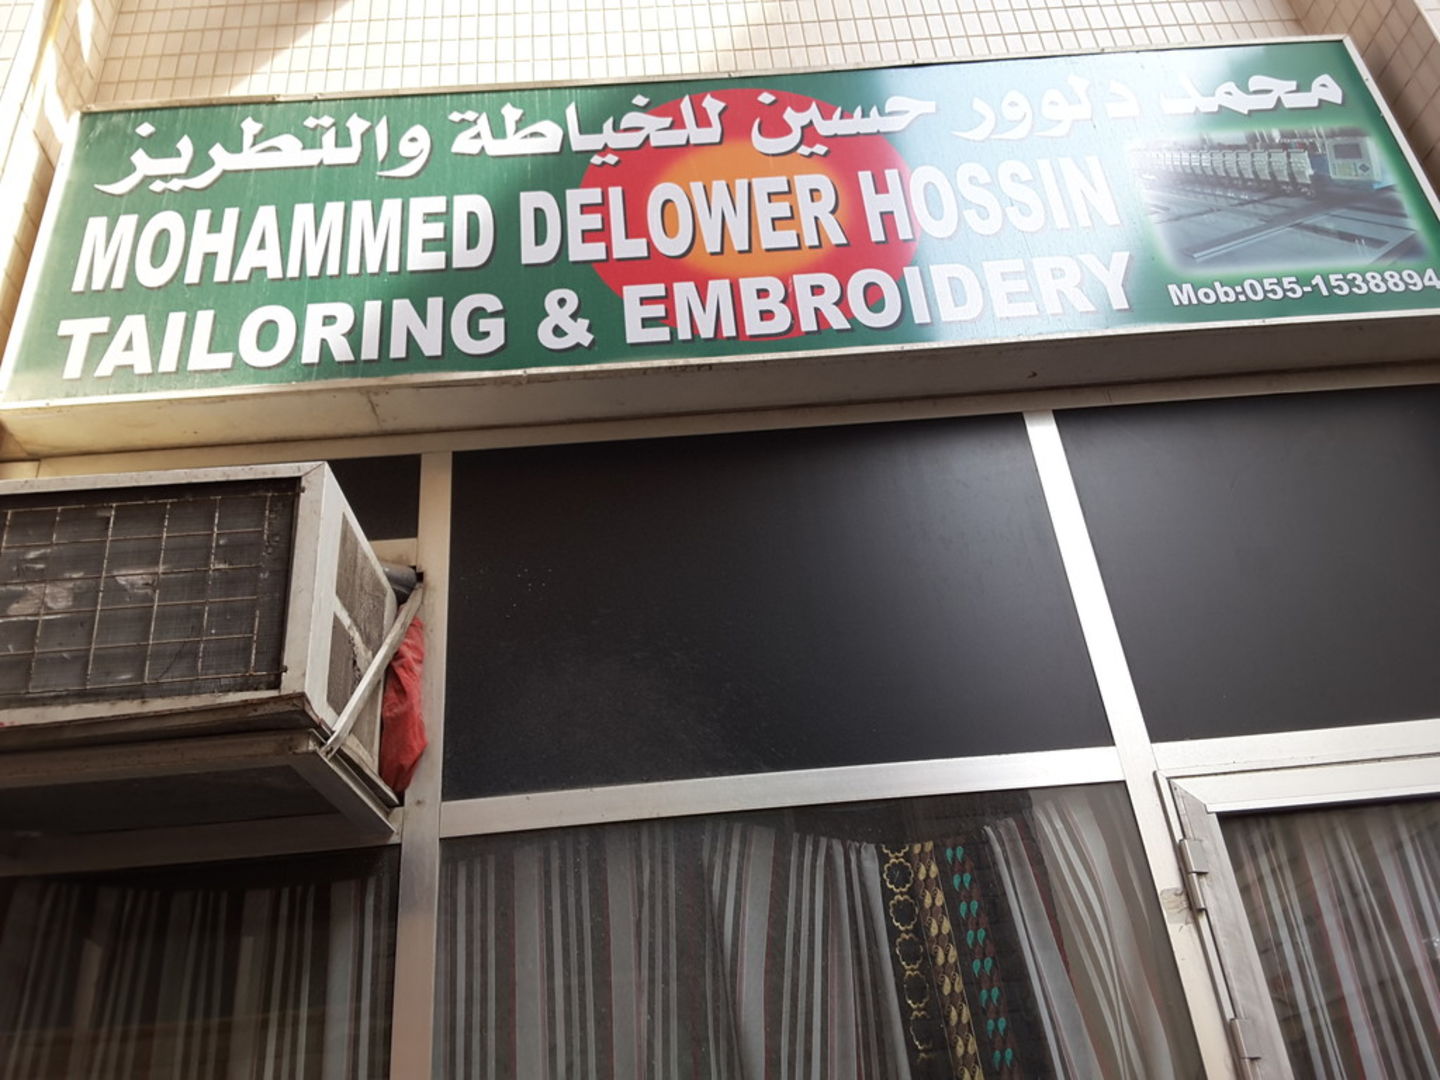 محمد دلوور حسين للخياطة والتطريز
MOHAMMED DELOWER HOSSIN
TAILORING & EMBROIDERY
Mob:055-1538894